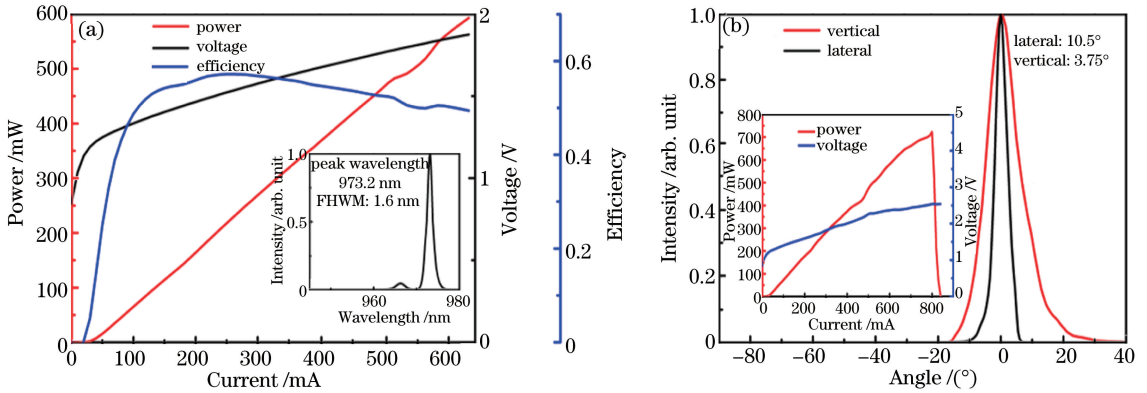 (a)
power
voltage
efficiency
600
500
400
300
200
100
0
Power /mW
0
100
200
300
400
500
600
Current /mA
2
1
0
Voltage /V
0.6
0.4
0.2
0
Efficiency
peak wavelength
973.2 nm
FHWM: 1.6 nm
1.0
0.5
0
Intensity /arb. unit
960
980
Wavelength /nm
(b)
vertical
lateral
lateral: 10.5°
vertical: 3.75°
1.0
0.8
0.6
0.4
0.2
0
Intensity /arb. unit
−80
−60
−40
−20
0
20
40
Angle /(°)
power
voltage
800
700
600
500
400
300
200
100
0
Power /mW
0
200
400
600
800
Current /mA
5
4
3
2
1
0
Voltage /V